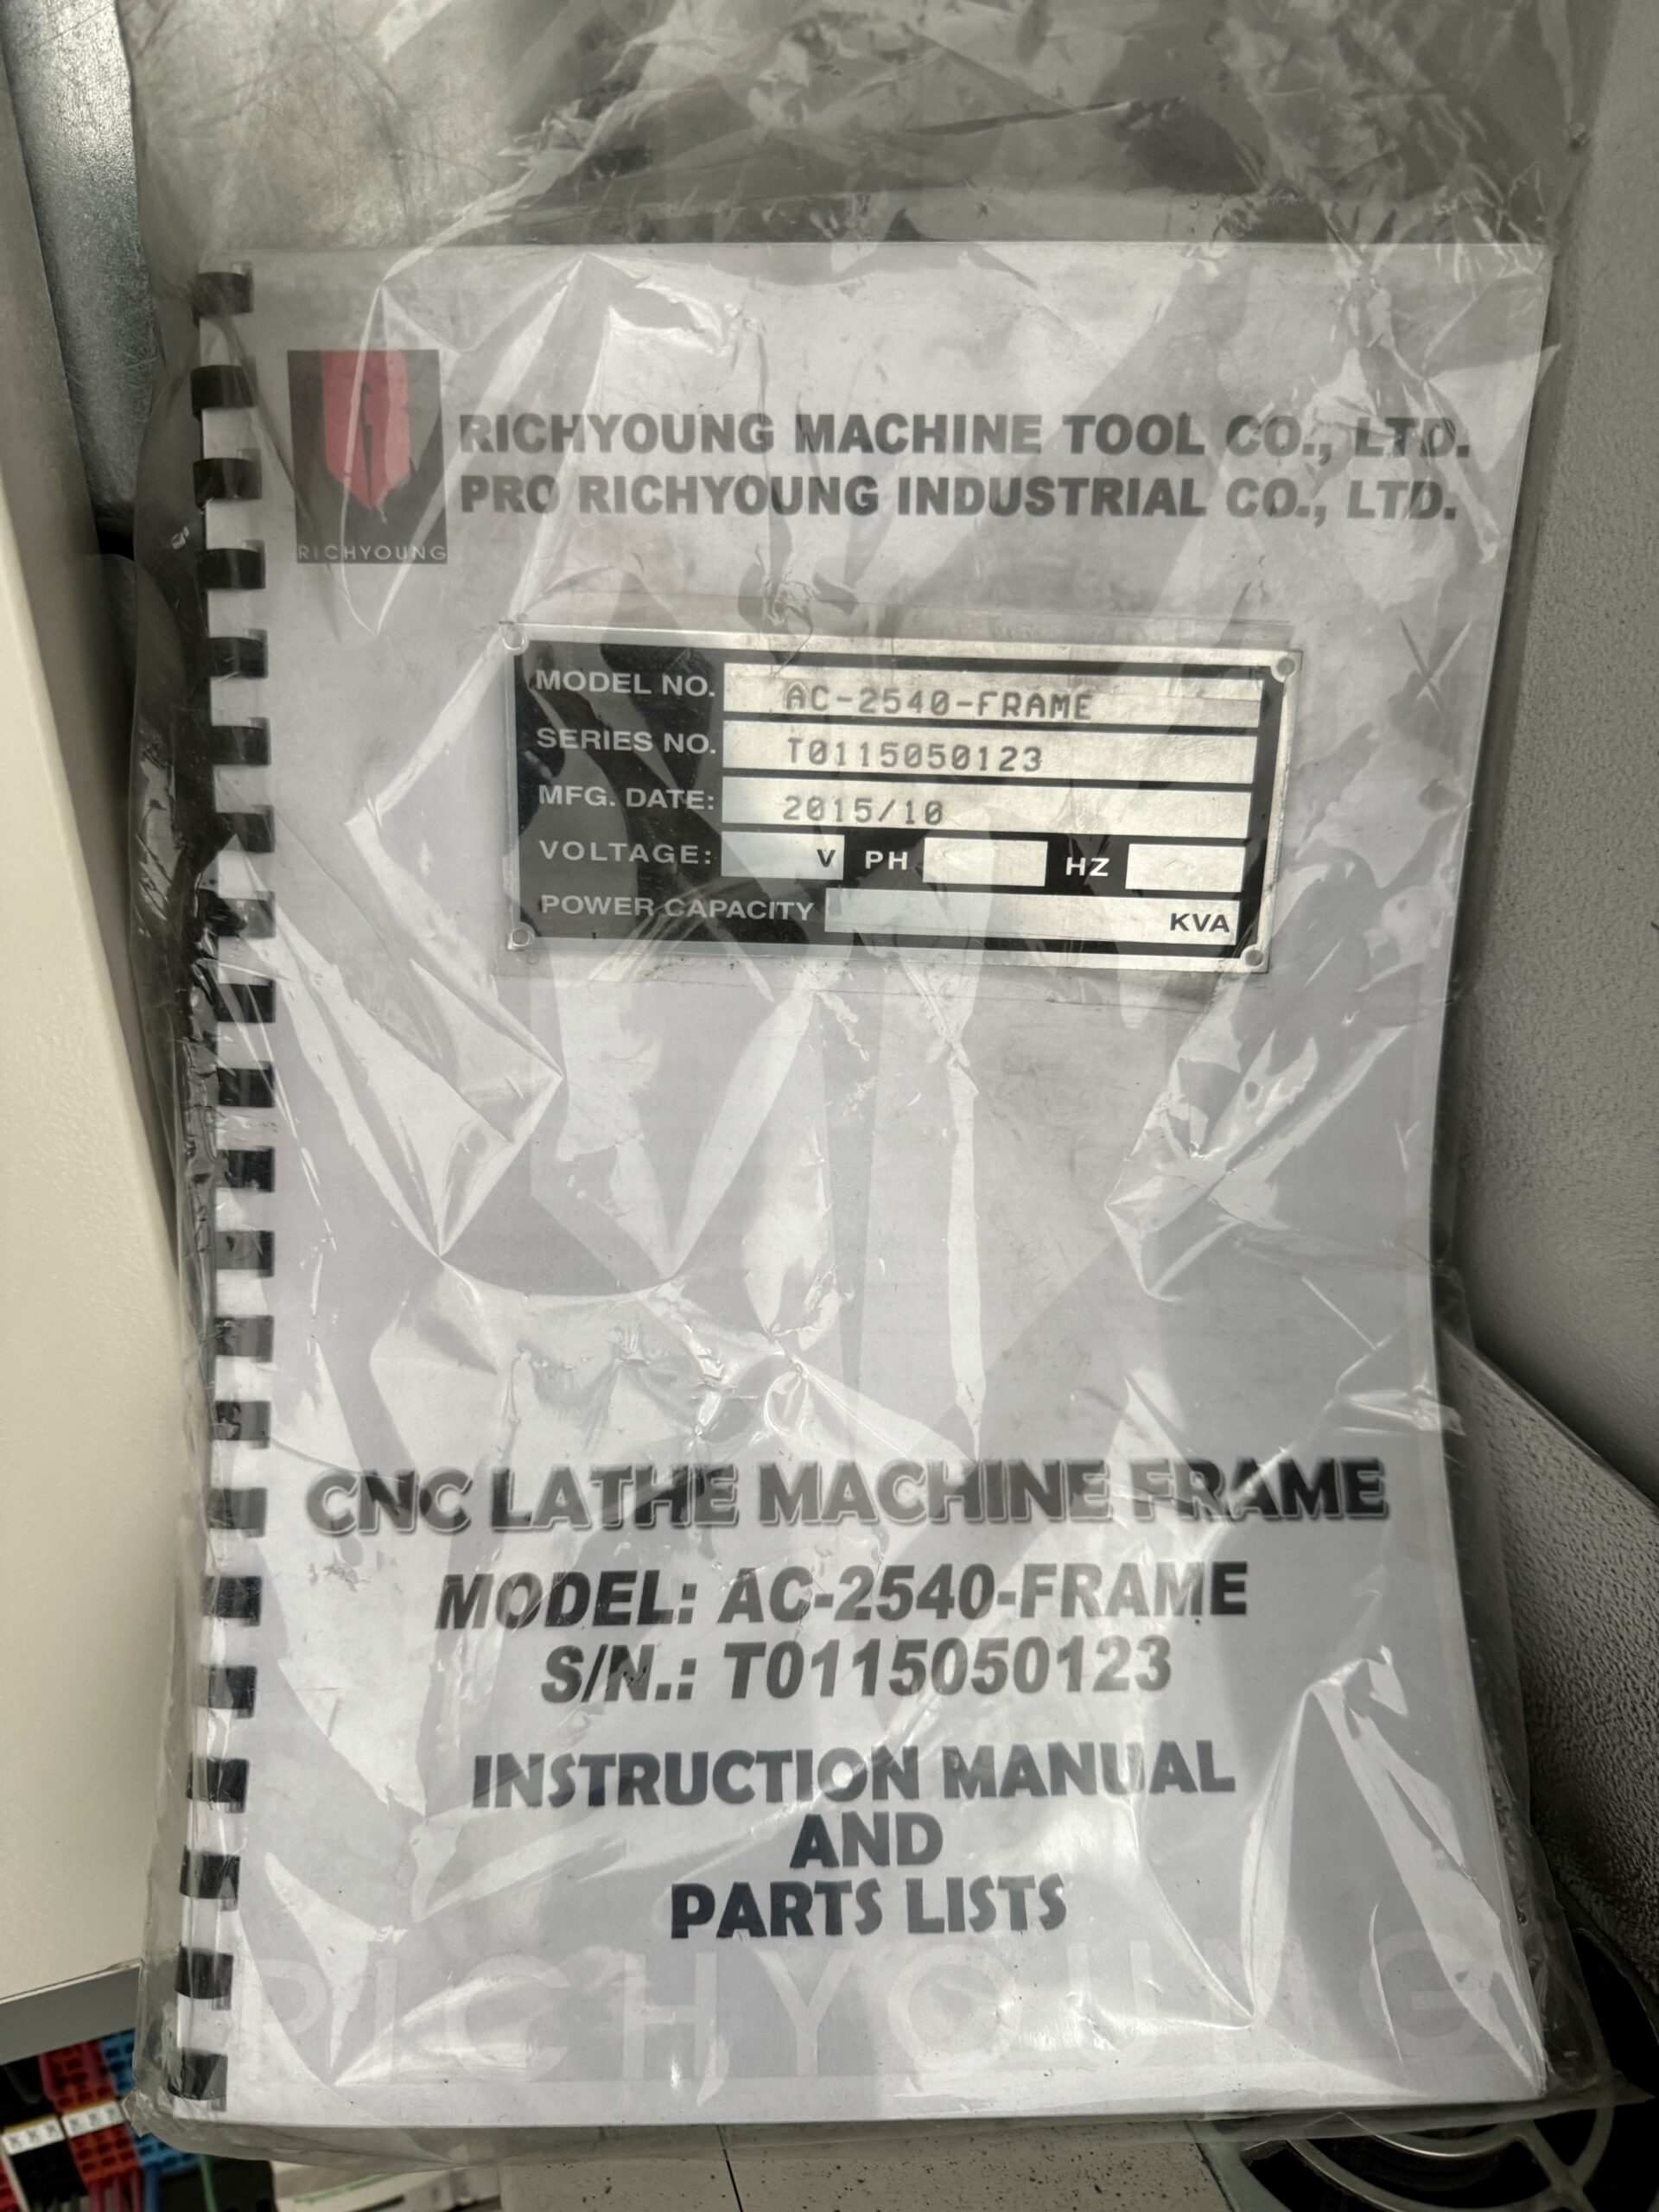 RICHYOUNG
RICHYOUNG MACHINE TOOL CO., LTD.
PRO RICHYOUNG INDUSTRIAL CO., LTD.
MODEL NO. AC-2540-FRAME
SERIES NO. T0115050123
MFG. DATE: 2015/10
VOLTAGE: V PH HZ
POWER CAPACITY KVA
CNC LATHE MACHINE FRAME
MODEL: AC-2540-FRAME
S/N.: T0115050123
INSTRUCTION MANUAL
AND
PARTS LISTS
RICHYOUNG